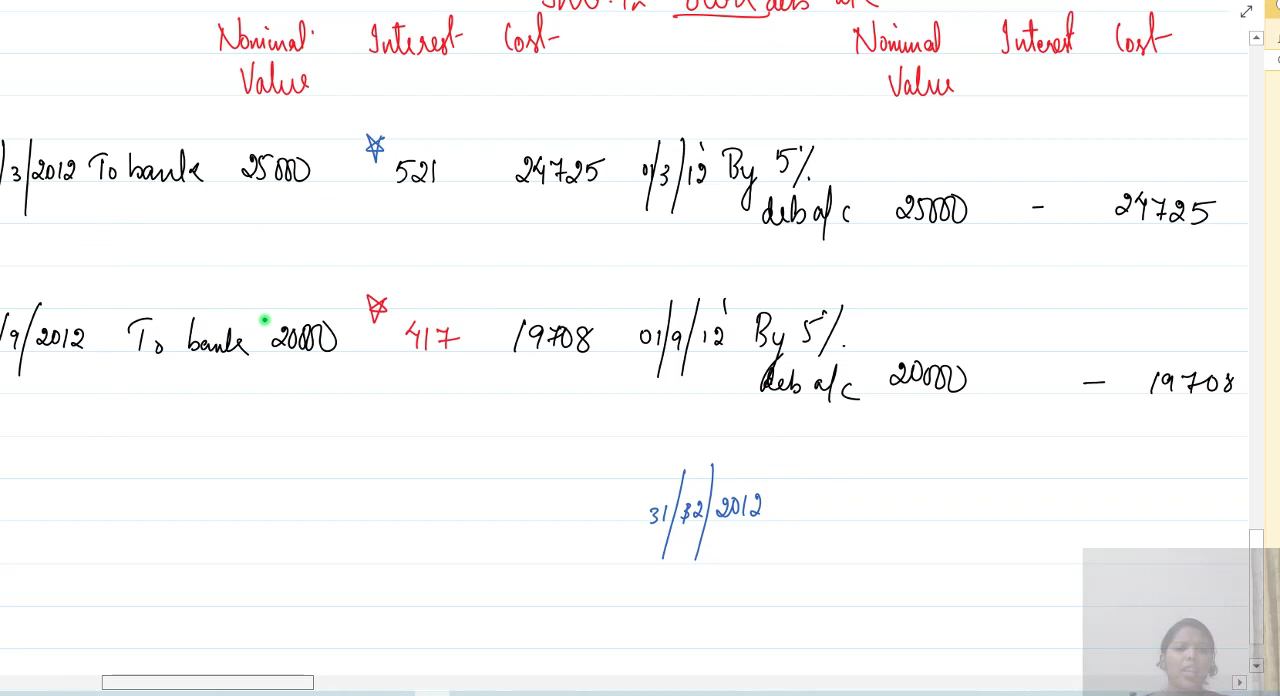 Nominal Interest Cost Nominal Interest Cost
Value Value
/3/2012 To bank 25000 521 24725 01/3/12 By 5%
deb a/c 25000 - 24725
/9/2012 To bank 20000 417 19708 01/9/12 By 5%.
deb a/c 20000 - 19708
31/12/2012